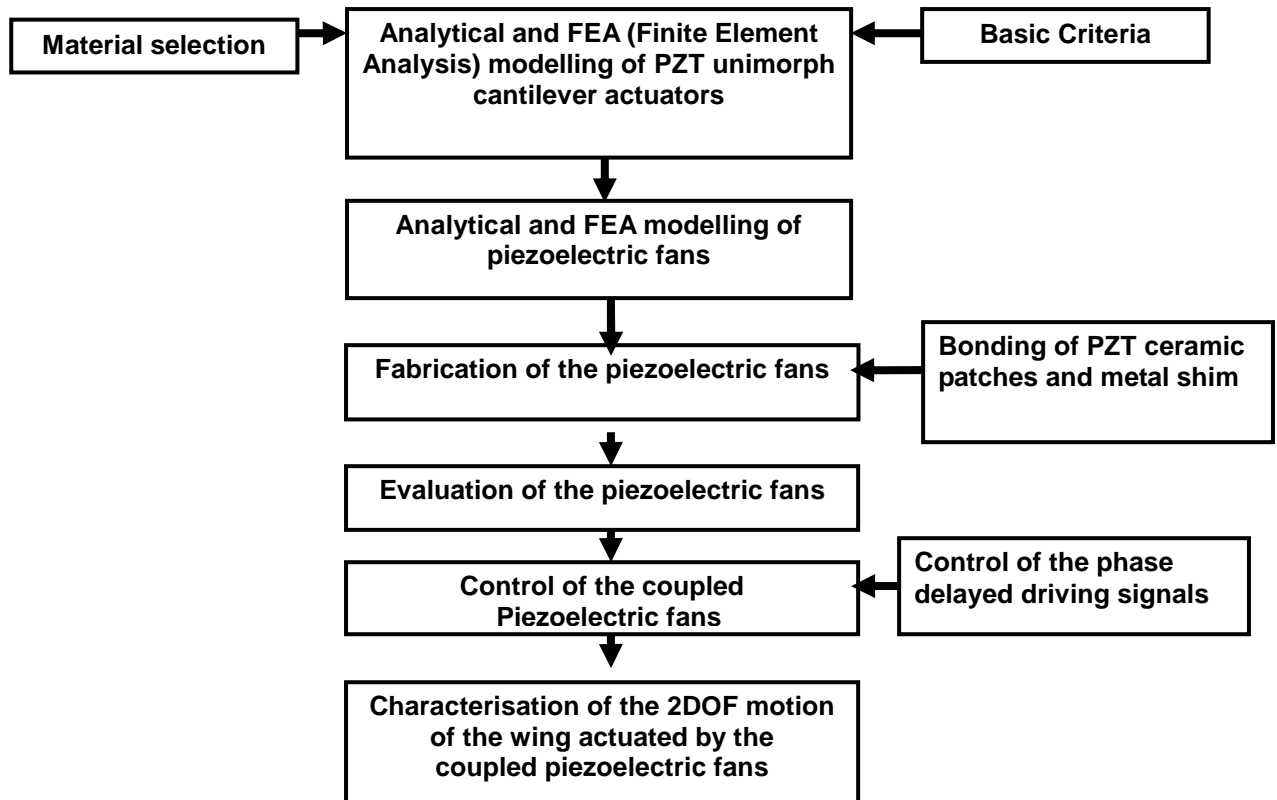 Material selection
Analytical and FEA (Finite Element
Analysis) modelling of PZT unimorph
cantilever actuators
Basic Criteria
Analytical and FEA modelling of
piezoelectric fans
Fabrication of the piezoelectric fans
Bonding of PZT ceramic
patches and metal shim
Evaluation of the piezoelectric fans
Control of the coupled
Piezoelectric fans
Control of the phase
delayed driving signals
Characterisation of the 2DOF motion
of the wing actuated by the
coupled piezoelectric fans